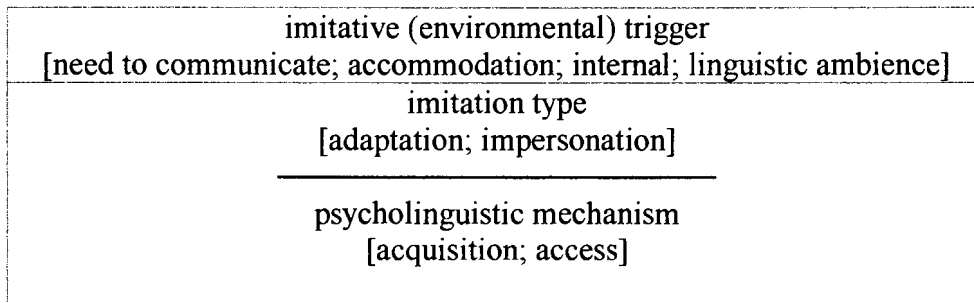 imitative (environmental) trigger
[need to communicate; accommodation; internal; linguistic ambience]
imitation type
[adaptation; impersonation]
psycholinguistic mechanism
[acquisition; access]